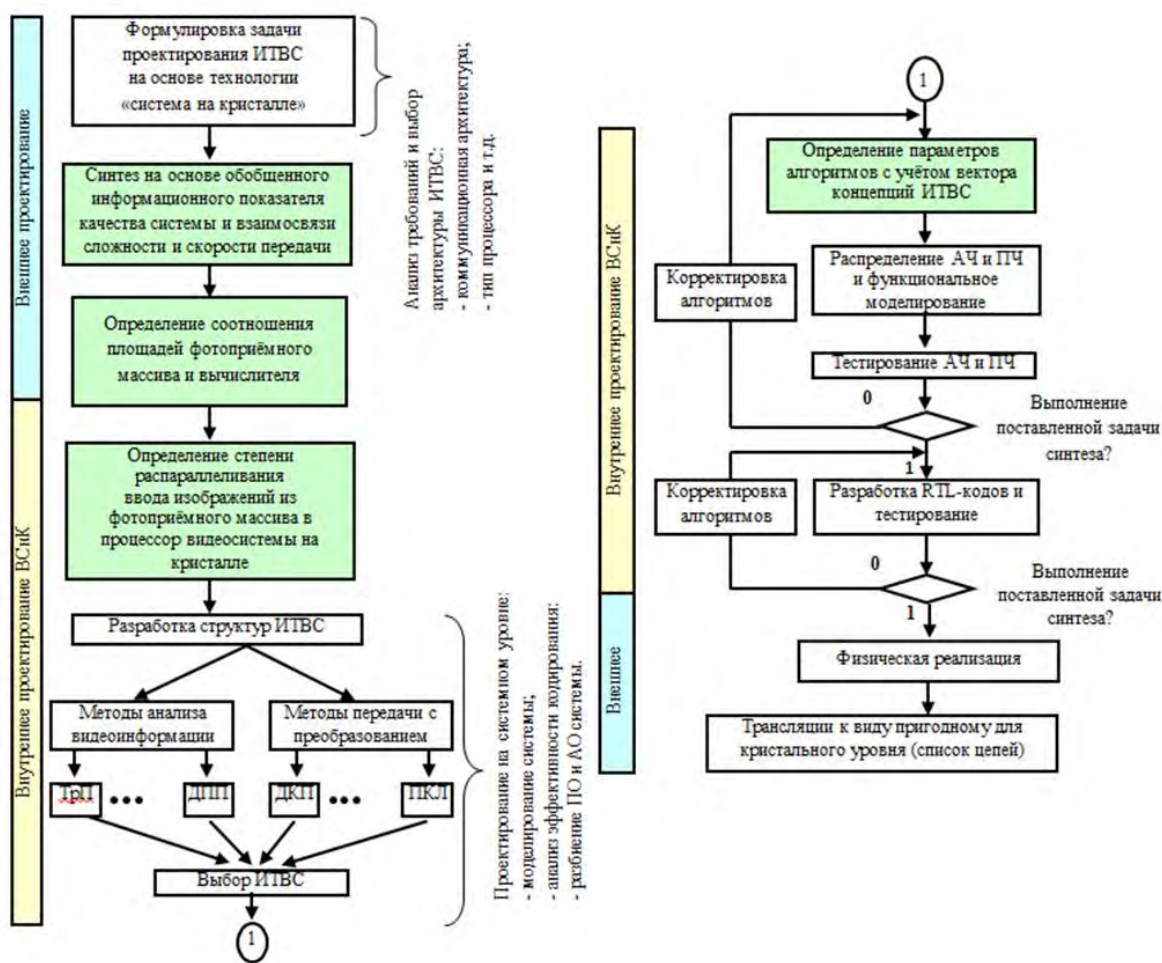 Внешнее проектирование
Внутреннее проектирование ВСнК
Формулировка задачи
проектирования ИТВС
на основе технологии
«система на кристалле»
Анализ требований и выбор
архитектуры ИТВС:
- коммуникационная архитектура;
- тип процессора и т.д.
Синтез на основе обобщенного
информационного показателя
качества системы и взаимосвязи
сложности и скорости передачи
Определение соотношения
площадей фотоприёмного
массива и вычислителя
Определение степени
распараллеливания
ввода изображений из
фотоприёмного массива в
процессор видеосистемы на
кристалле
Разработка структур ИТВС
Методы анализа
видеоинформации
Методы передачи с
преобразованием
ТрП
•••
ДПП
ДКП
•••
ПКЛ
Выбор ИТВС
1
Проектирование на системном уровне:
- моделирование системы;
- анализ эффективности кодирования:
- разбиение ПО и АО системы.
1
Внутреннее проектирование ВСнК
Внешнее
Определение параметров
алгоритмов с учётом вектора
концепций ИТВС
Распределение АЧ и ПЧ
и функциональное
моделирование
Корректировка
алгоритмов
Тестирование АЧ и ПЧ
0
Выполнение
поставленной задачи
синтеза?
1
Корректировка
алгоритмов
Разработка RTL-кодов и
тестирование
0
Выполнение
поставленной задачи
синтеза?
1
Физическая реализация
Трансляции к виду пригодному для
кристального уровня (список цепей)